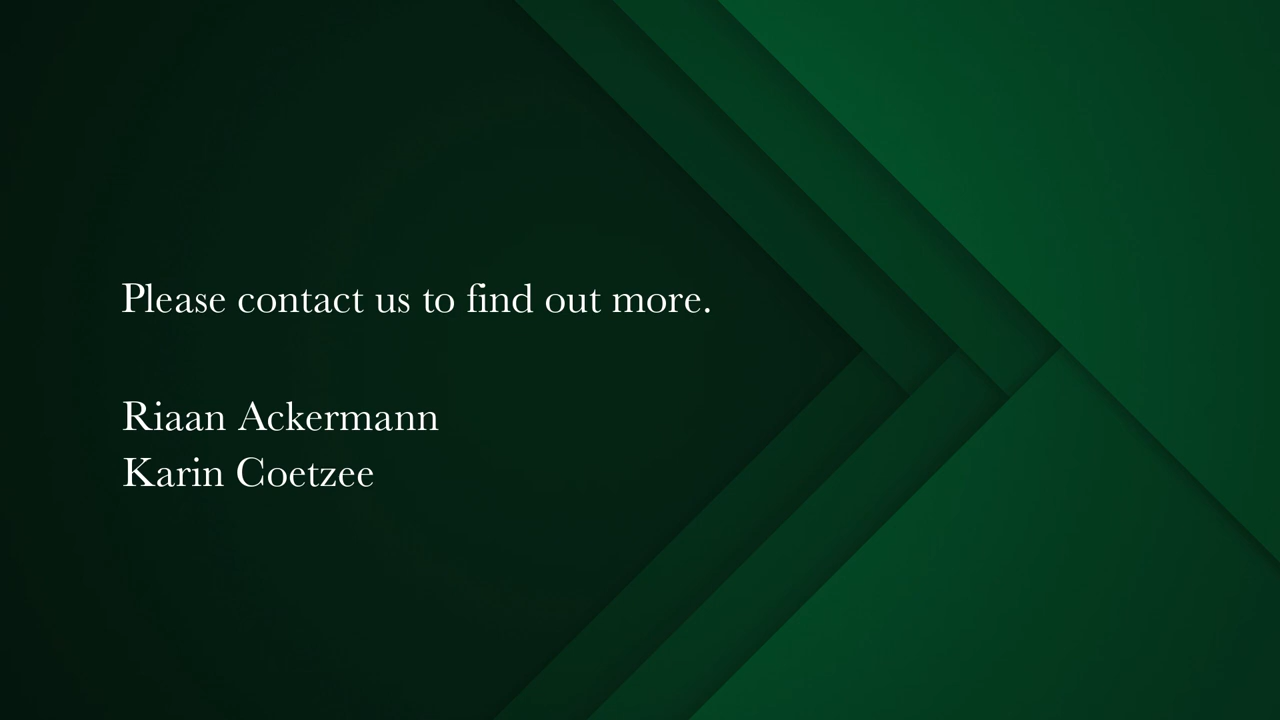 Please contact us to find out more.
Riaan Ackermann
Karin Coetzee